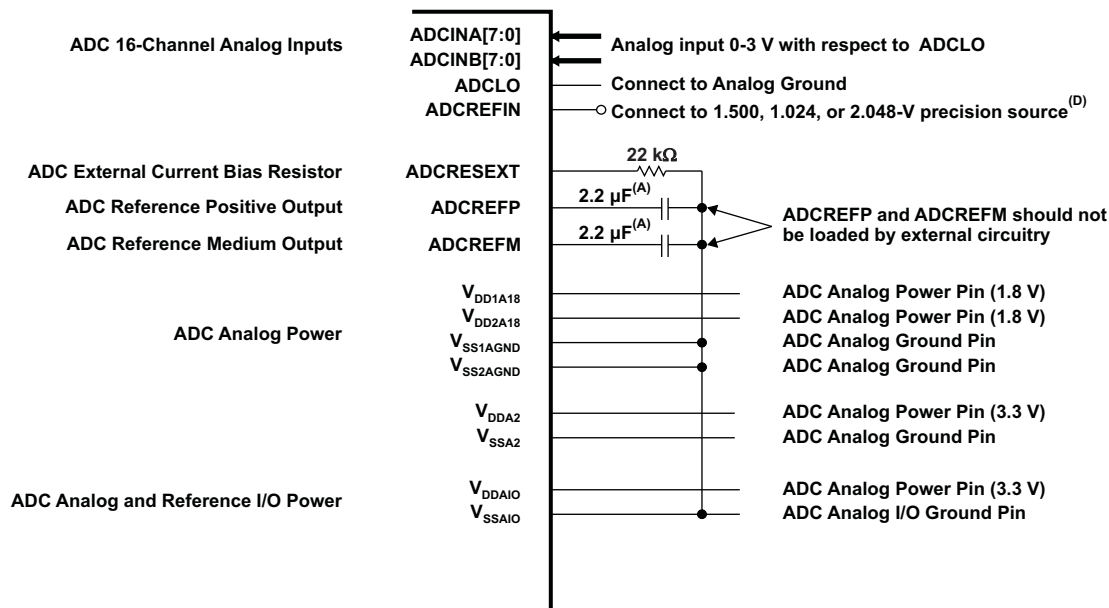 ADC 16-Channel Analog Inputs
ADCINA[7:0]
ADCINB[7:0]
Analog input 0-3 V with respect to ADCLO
ADCLO
Connect to Analog Ground
ADCREFIN
Connect to 1.500, 1.024, or 2.048-V precision source(D)
ADC External Current Bias Resistor
ADCRESEXT
22 kΩ
ADC Reference Positive Output
ADCREFP
2.2 µF(A)
ADC Reference Medium Output
ADCREFM
2.2 µF(A)
ADCREFP and ADCREFM should not
be loaded by external circuitry
ADC Analog Power
VDD1A18
ADC Analog Power Pin (1.8 V)
VDD2A18
ADC Analog Power Pin (1.8 V)
VSS1AGND
ADC Analog Ground Pin
VSS2AGND
ADC Analog Ground Pin
VDDA2
ADC Analog Power Pin (3.3 V)
VSSA2
ADC Analog Ground Pin
ADC Analog and Reference I/O Power
VDDAIO
ADC Analog Power Pin (3.3 V)
VSSAIO
ADC Analog I/O Ground Pin